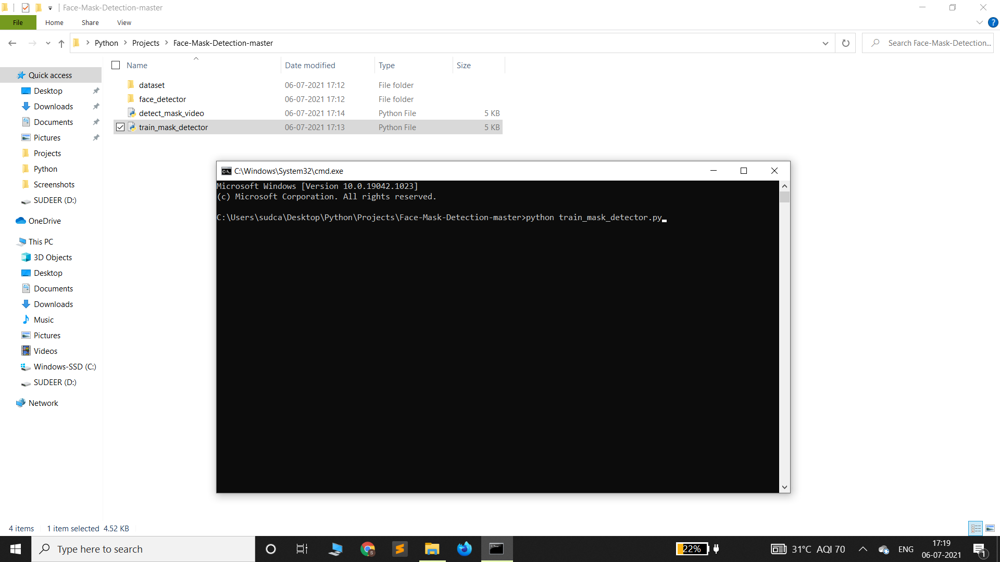 Face-Mask-Detection-master
File Home Share View
Python > Projects > Face-Mask-Detection-master
Search Face-Mask-Detection...
Name Date modified Type Size
dataset 06-07-2021 17:12 File folder
face_detector 06-07-2021 17:12 File folder
detect_mask_video 06-07-2021 17:14 Python File 5 KB
train_mask_detector 06-07-2021 17:13 Python File 5 KB
Quick access
Desktop
Downloads
Documents
Pictures
Projects
Python
Screenshots
SUDEER (D:)
OneDrive
This PC
3D Objects
Desktop
Documents
Downloads
Music
Pictures
Videos
Windows-SSD (C:)
SUDEER (D:)
Network
C:\Windows\System32\cmd.exe
Microsoft Windows [Version 10.0.19042.1023]
(c) Microsoft Corporation. All rights reserved.
C:\Users\sudca\Desktop\Python\Projects\Face-Mask-Detection-master>python train_mask_detector.py
4 items 1 item selected 4.52 KB
Type here to search
22%
31°C AQI 70
ENG
17:19
06-07-2021
1